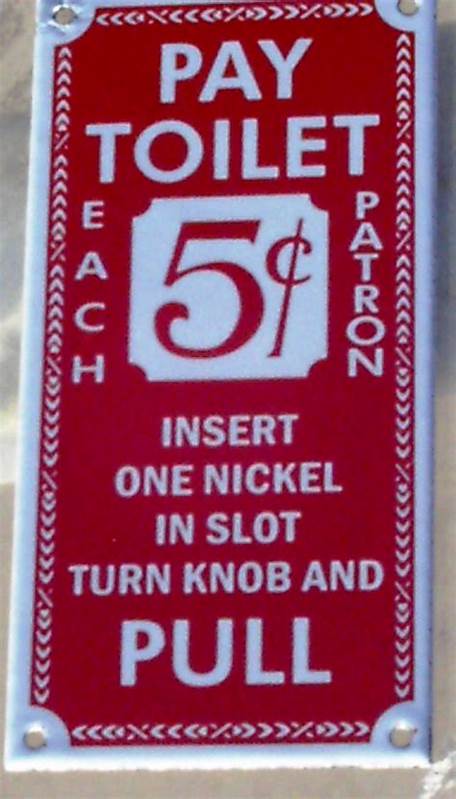 PAY
TOILET
EACH
5¢
PATRON
INSERT
ONE NICKEL
IN SLOT
TURN KNOB AND
PULL